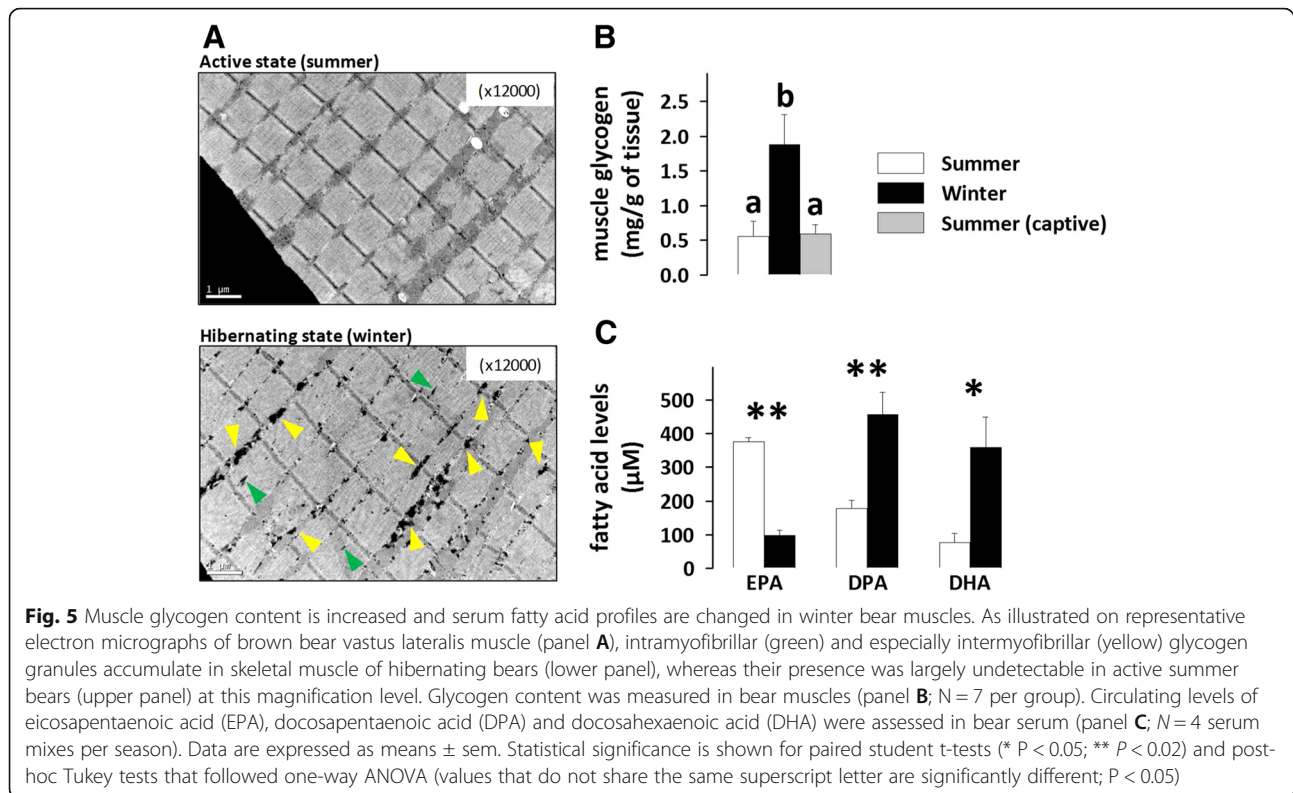 A
Active state (summer)
(x12000)
1 µm
Hibernating state (winter)
(x12000)
1 µm
B
muscle glycogen
(mg/g of tissue)
2.5
2.0
1.5
1.0
0.5
0.0
a
b
a
Summer
Winter
Summer (captive)
C
fatty acid levels
(µM)
500
400
300
200
100
0
**
**
*
EPA
DPA
DHA
Fig. 5 Muscle glycogen content is increased and serum fatty acid profiles are changed in winter bear muscles. As illustrated on representative
electron micrographs of brown bear vastus lateralis muscle (panel A), intramyofibrillar (green) and especially intermyofibrillar (yellow) glycogen
granules accumulate in skeletal muscle of hibernating bears (lower panel), whereas their presence was largely undetectable in active summer
bears (upper panel) at this magnification level. Glycogen content was measured in bear muscles (panel B; N = 7 per group). Circulating levels of
eicosapentaenoic acid (EPA), docosapentaenoic acid (DPA) and docosahexaenoic acid (DHA) were assessed in bear serum (panel C; N = 4 serum
mixes per season). Data are expressed as means ± sem. Statistical significance is shown for paired student t-tests (* P < 0.05; ** P < 0.02) and post-
hoc Tukey tests that followed one-way ANOVA (values that do not share the same superscript letter are significantly different; P < 0.05)